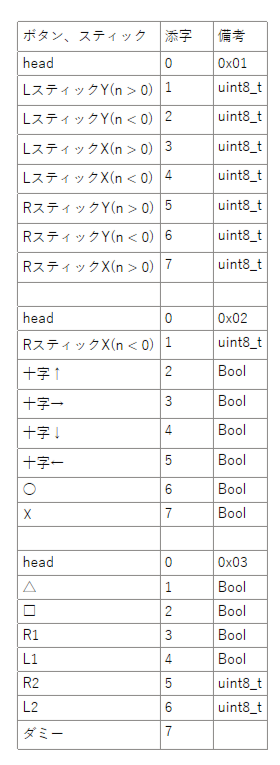 ボタン、スティック 添字 備考
head 0 0x01
LスティックY(n > 0) 1 uint8_t
LスティックY(n < 0) 2 uint8_t
LスティックX(n > 0) 3 uint8_t
LスティックX(n < 0) 4 uint8_t
RスティックY(n > 0) 5 uint8_t
RスティックY(n < 0) 6 uint8_t
RスティックX(n > 0) 7 uint8_t
head 0 0x02
RスティックX(n < 0) 1 uint8_t
十字↑ 2 Bool
十字→ 3 Bool
十字↓ 4 Bool
十字← 5 Bool
○ 6 Bool
X 7 Bool
head 0 0x03
△ 1 Bool
□ 2 Bool
R1 3 Bool
L1 4 Bool
R2 5 uint8_t
L2 6 uint8_t
ダミー 7